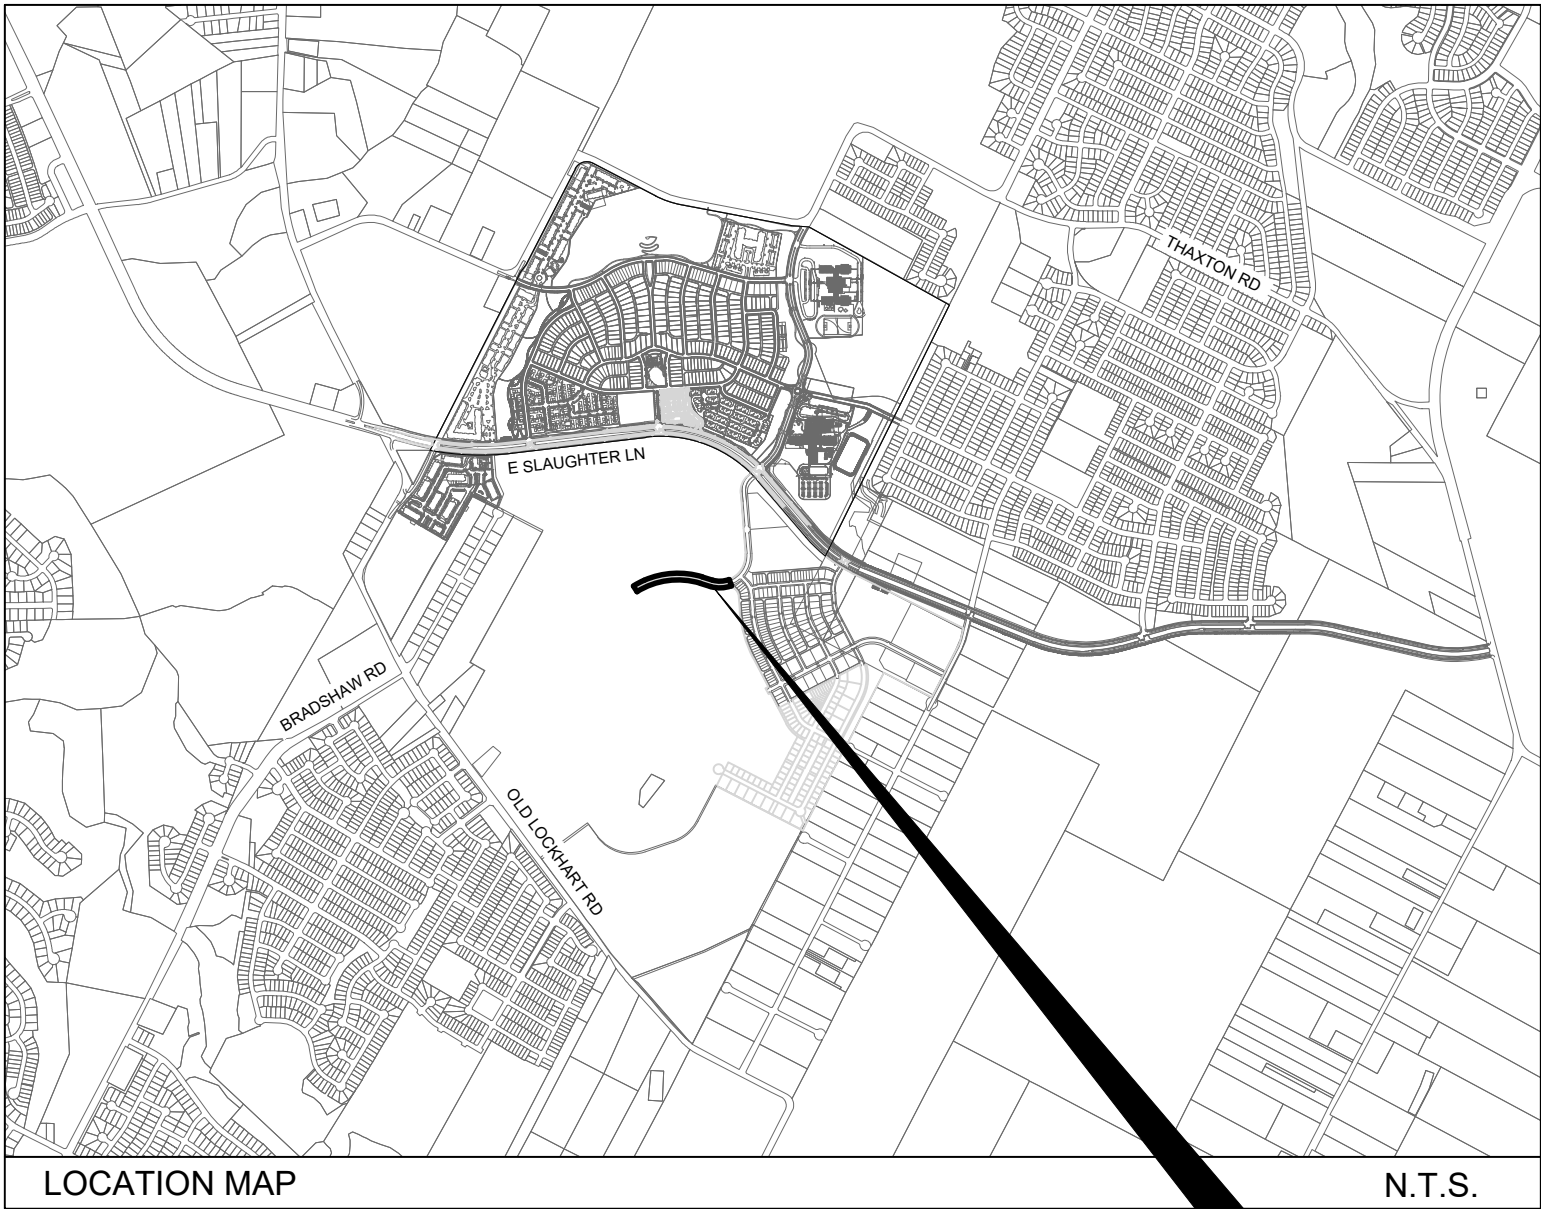 THAXTON RD
E SLAUGHTER LN
BRADSHAW RD
OLD LOCKHART RD
LOCATION MAP
N.T.S.